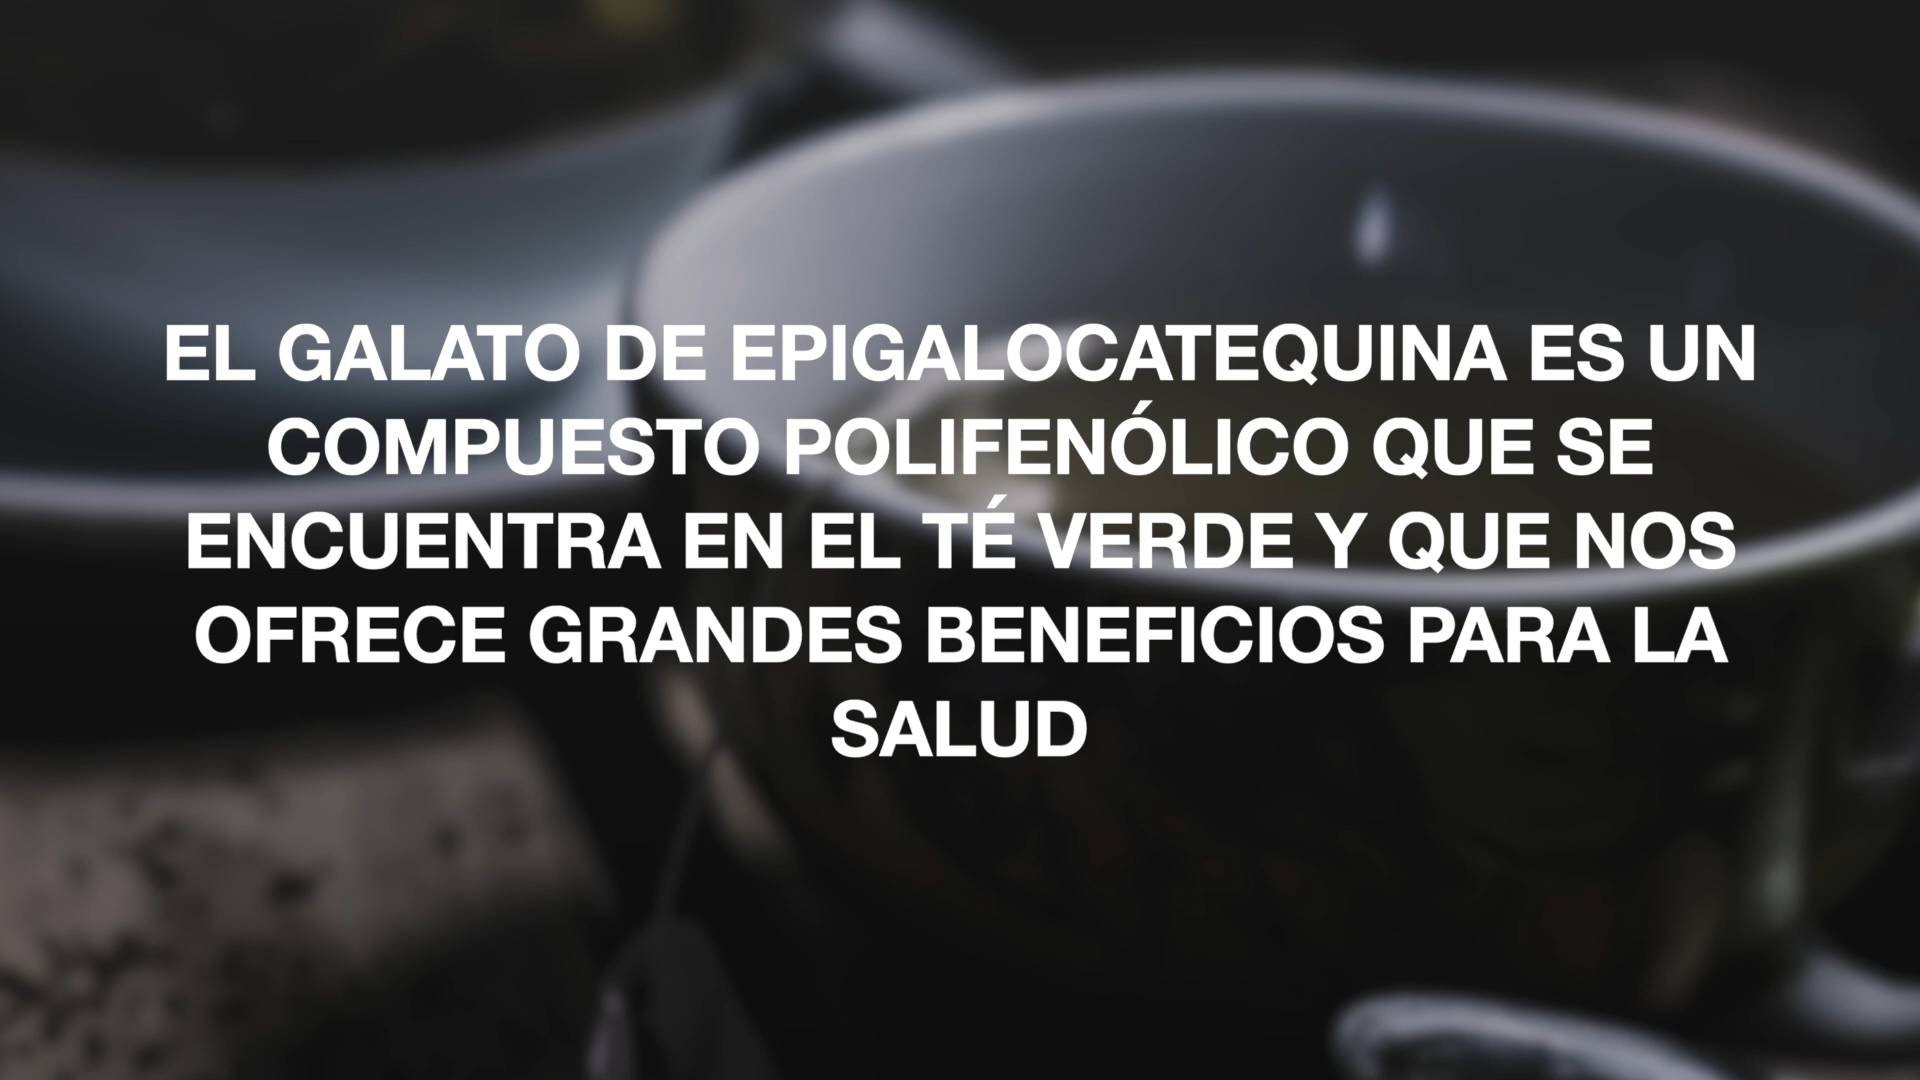 EL GALATO DE EPIGALOCATEQUINA ES UN
COMPUESTO POLIFENÓLICO QUE SE
ENCUENTRA EN EL TÉ VERDE Y QUE NOS
OFRECE GRANDES BENEFICIOS PARA LA
SALUD